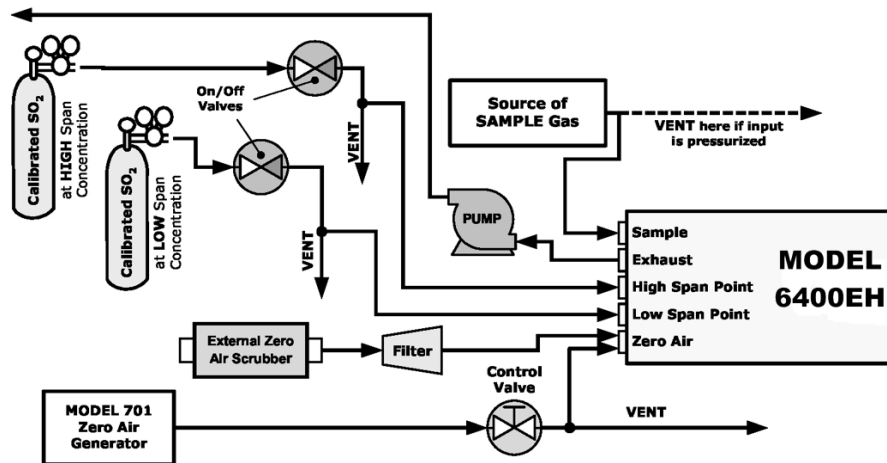 Calibrated SO2
at HIGH Span
Concentration
Calibrated SO2
at LOW Span
Concentration
On/Off
Valves
VENT
VENT
Source of
SAMPLE Gas
VENT here if input
is pressurized
PUMP
Sample
Exhaust
High Span Point
Low Span Point
Zero Air
MODEL
6400EH
External Zero
Air Scrubber
Filter
Control
Valve
MODEL 701
Zero Air
Generator
VENT